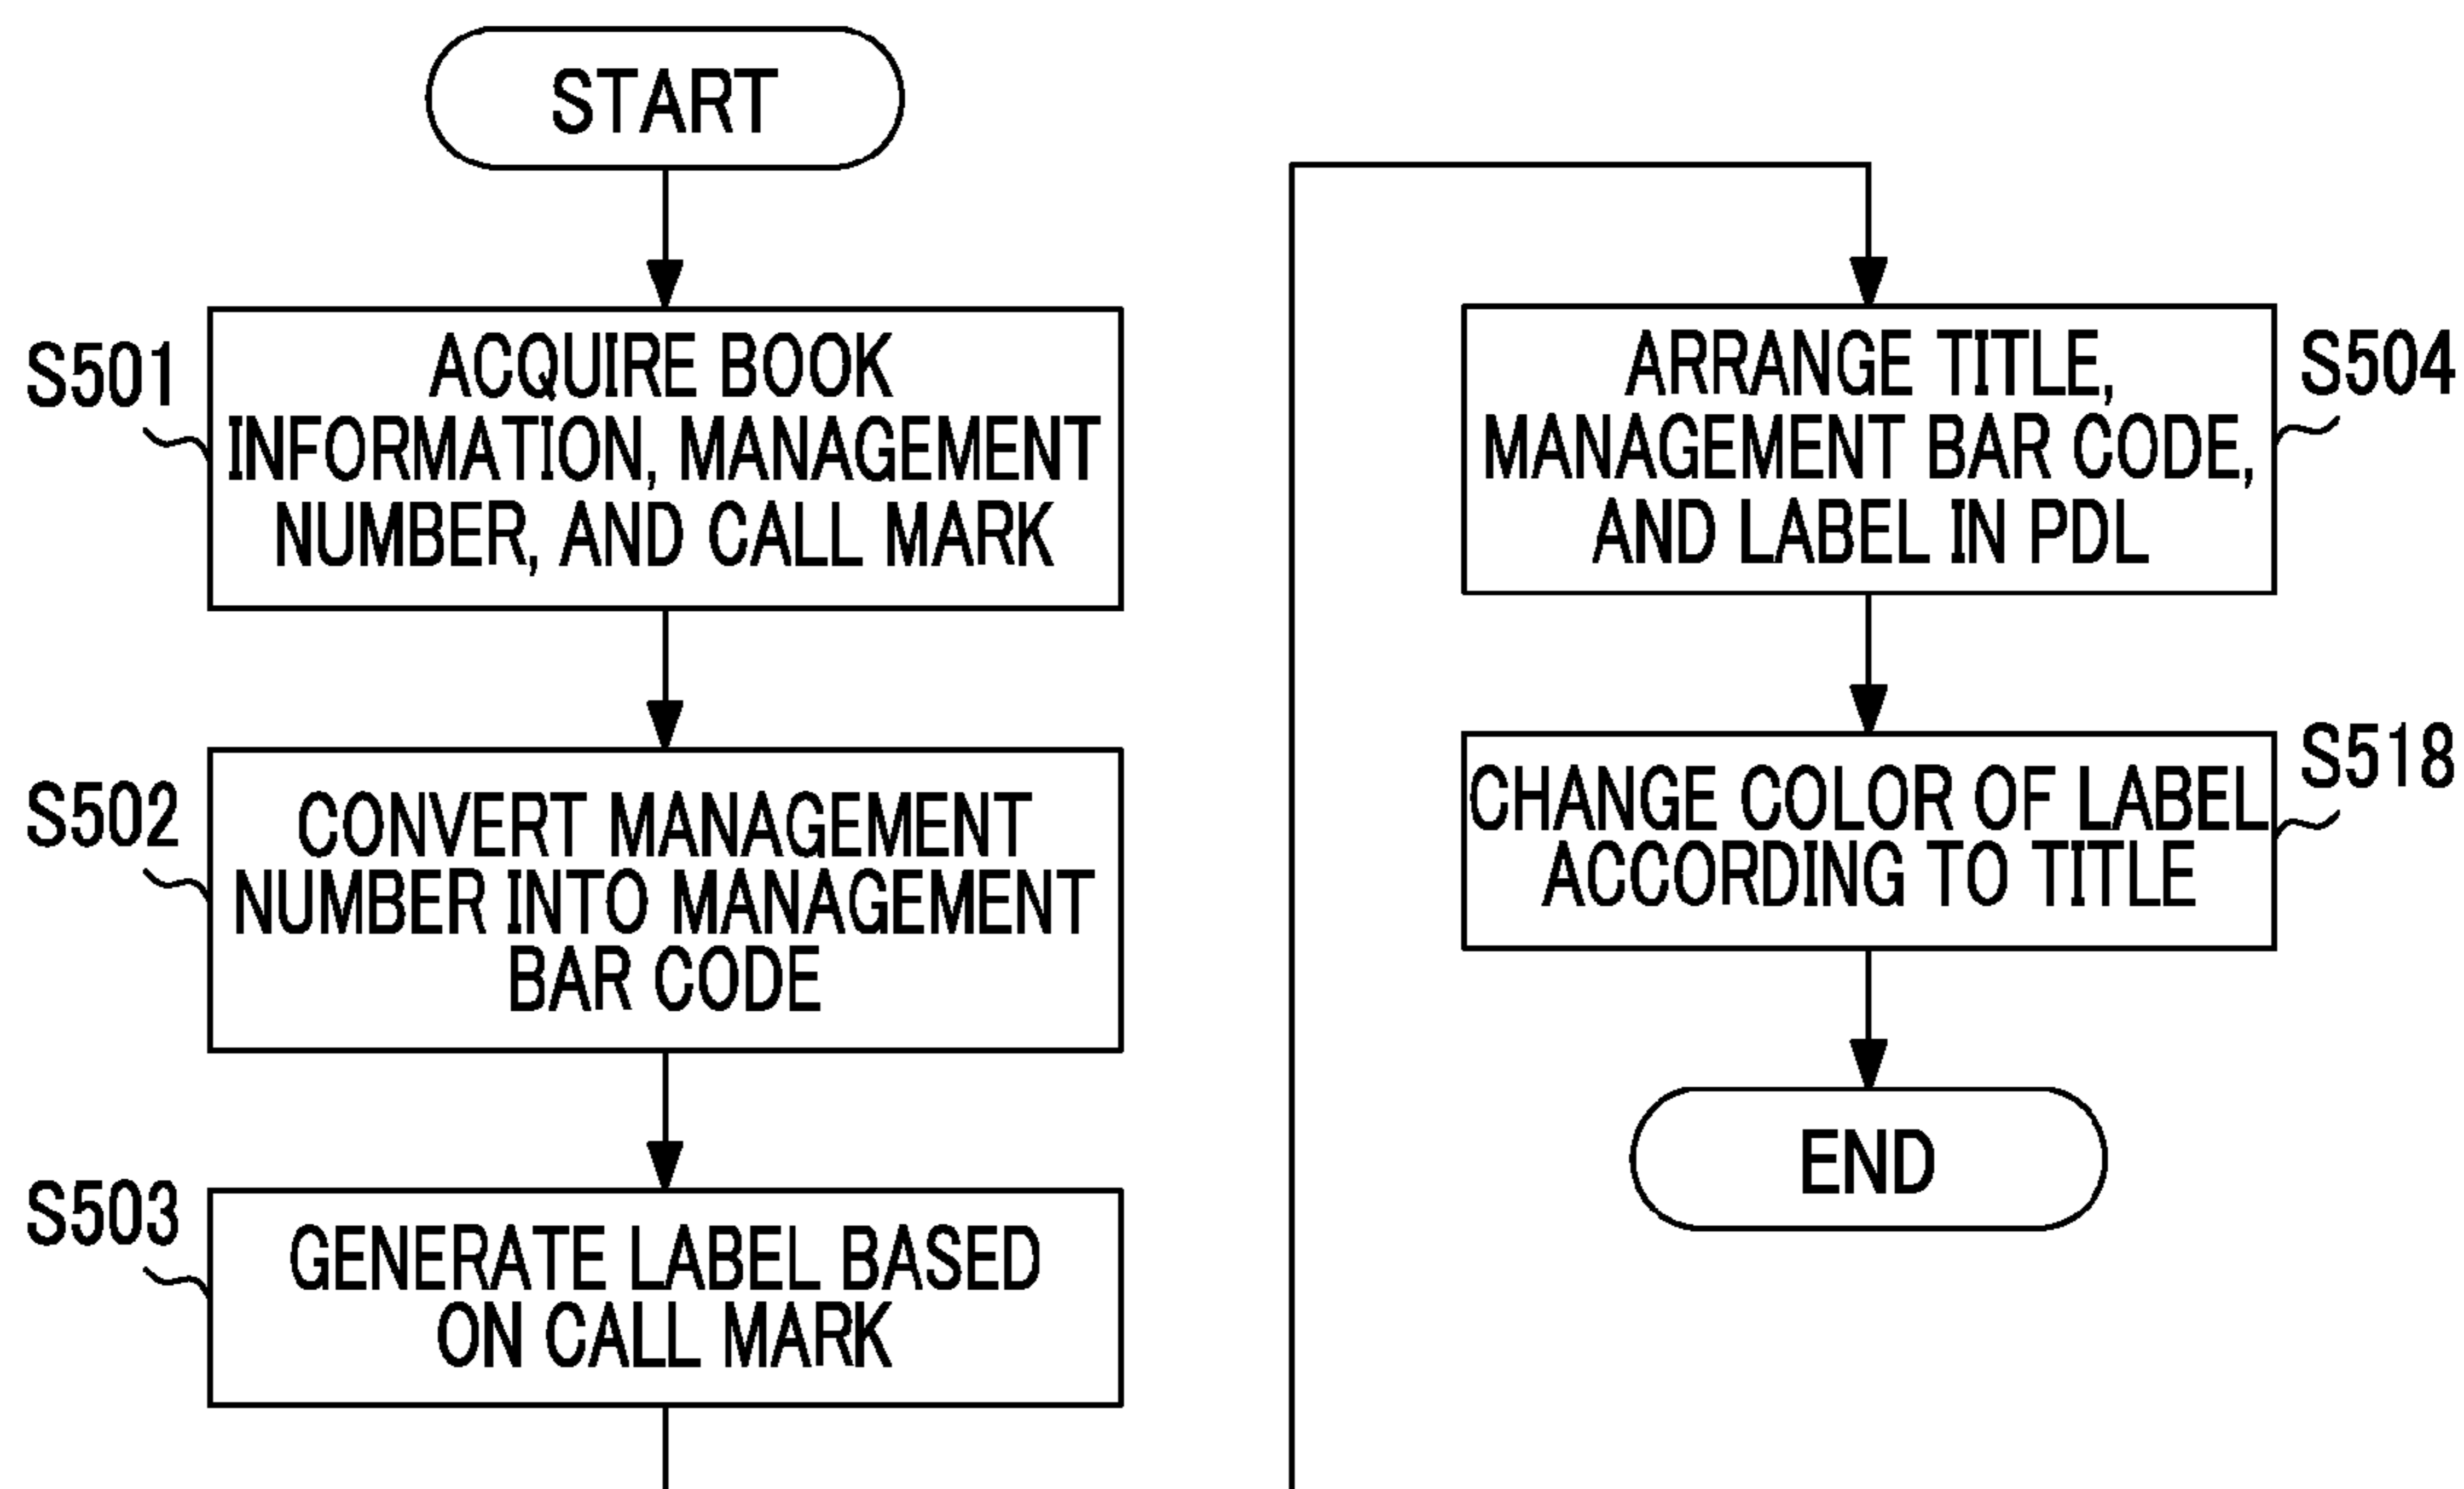 START
S501
ACQUIRE BOOK
INFORMATION, MANAGEMENT
NUMBER, AND CALL MARK
S502
CONVERT MANAGEMENT
NUMBER INTO MANAGEMENT
BAR CODE
S503
GENERATE LABEL BASED
ON CALL MARK
S504
ARRANGE TITLE,
MANAGEMENT BAR CODE,
AND LABEL IN PDL
S518
CHANGE COLOR OF LABEL
ACCORDING TO TITLE
END